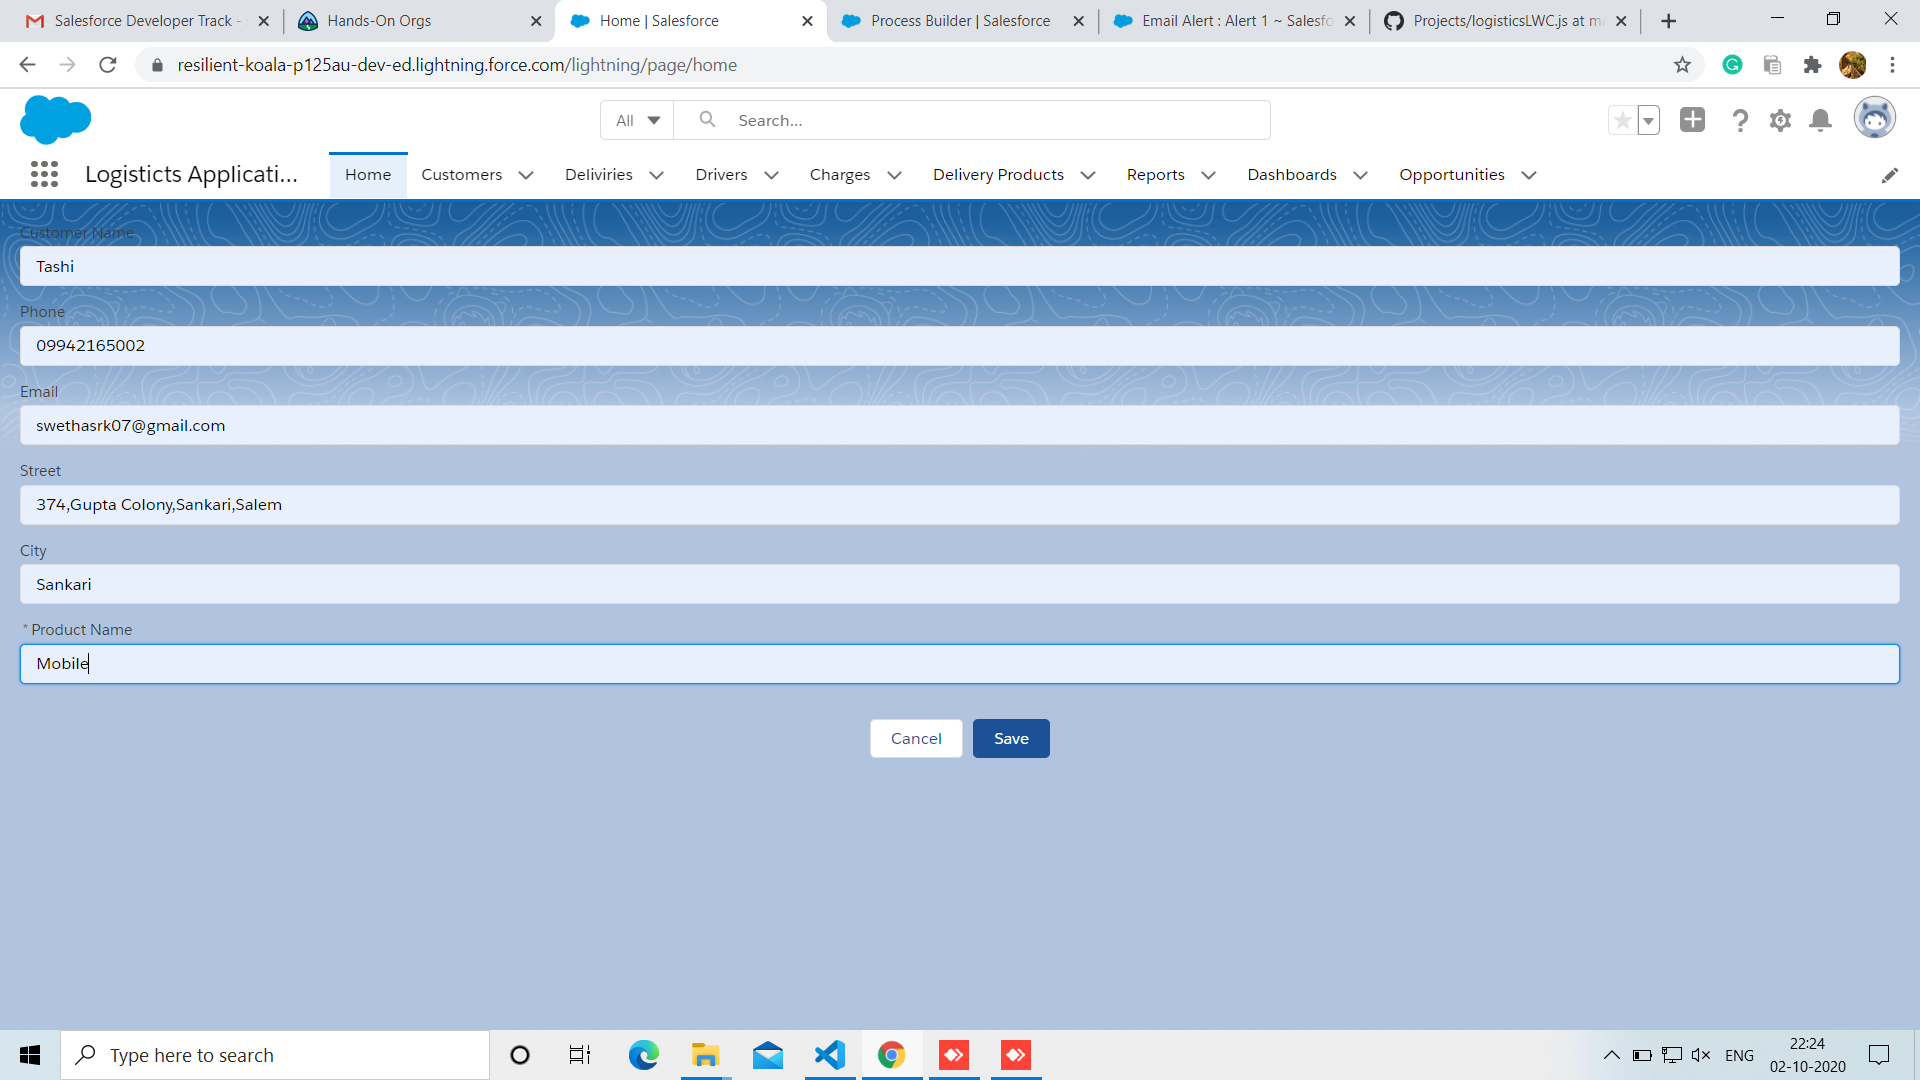 Salesforce Developer Track -
Hands-On Orgs
Home | Salesforce
Process Builder | Salesforce
Email Alert : Alert 1 ~ Salesfo
Projects/logisticsLWC.js at m
resilient-koala-p125au-dev-ed.lightning.force.com/lightning/page/home
All
Search...
Logisticts Applicati...
Home
Customers
Deliviries
Drivers
Charges
Delivery Products
Reports
Dashboards
Opportunities
Customer Name
Tashi
Phone
09942165002
Email
swethasrk07@gmail.com
Street
374,Gupta Colony,Sankari,Salem
City
Sankari
*Product Name
Mobile
Cancel
Save
Type here to search
ENG
22:24
02-10-2020